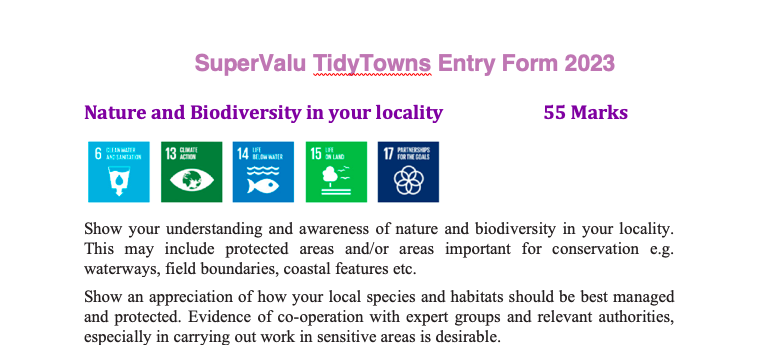 SuperValu TidyTowns Entry Form 2023
Nature and Biodiversity in your locality 55 Marks
6 CLEAN WATER AND SANITATION
13 CLIMATE ACTION
14 LIFE BELOW WATER
15 LIFE ON LAND
17 PARTNERSHIPS FOR THE GOALS
Show your understanding and awareness of nature and biodiversity in your locality.
This may include protected areas and/or areas important for conservation e.g.
waterways, field boundaries, coastal features etc.
Show an appreciation of how your local species and habitats should be best managed
and protected. Evidence of co-operation with expert groups and relevant authorities,
especially in carrying out work in sensitive areas is desirable.